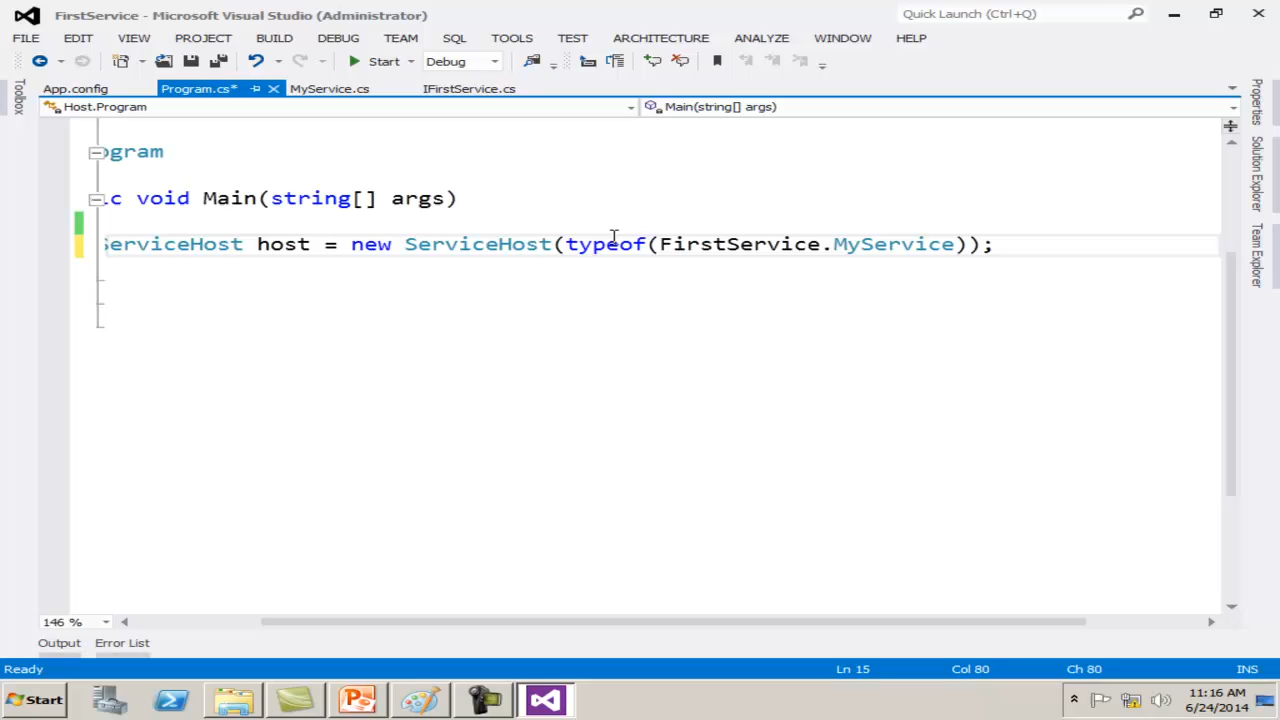 FirstService - Microsoft Visual Studio (Administrator)
Quick Launch (Ctrl+Q)
FILE EDIT VIEW PROJECT BUILD DEBUG TEAM SQL TOOLS TEST ARCHITECTURE ANALYZE WINDOW HELP
Start Debug
App.config Program.cs* MyService.cs IFirstService.cs
Host.Program Main(string[] args)
ogram
ic void Main(string[] args)
ServiceHost host = new ServiceHost(typeof(FirstService.MyService));
146 %
Output Error List
Ready Ln 15 Col 80 Ch 80 INS
Start
11:16 AM
6/24/2014
Toolbox
Properties
Solution Explorer
Team Explorer